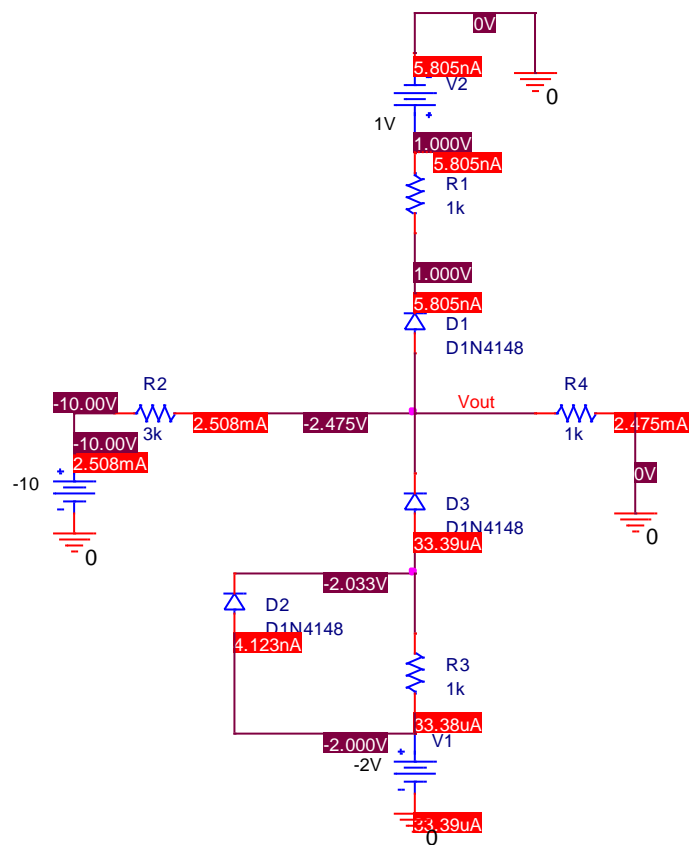 0V
5.805nA
-
V2
0
1V
+
1.000V
5.805nA
R1
1k
1.000V
5.805nA
D1
D1N4148
R2
Vout
R4
-10.00V
2.508mA
-2.475V
2.475mA
3k
1k
-10.00V
2.508mA
0V
+
-10
-
0
D3
D1N4148
0
33.39uA
-2.033V
D2
D1N4148
4.123nA
R3
1k
33.38uA
-2.000V
V1
+
-2V
-
33.39uA
0